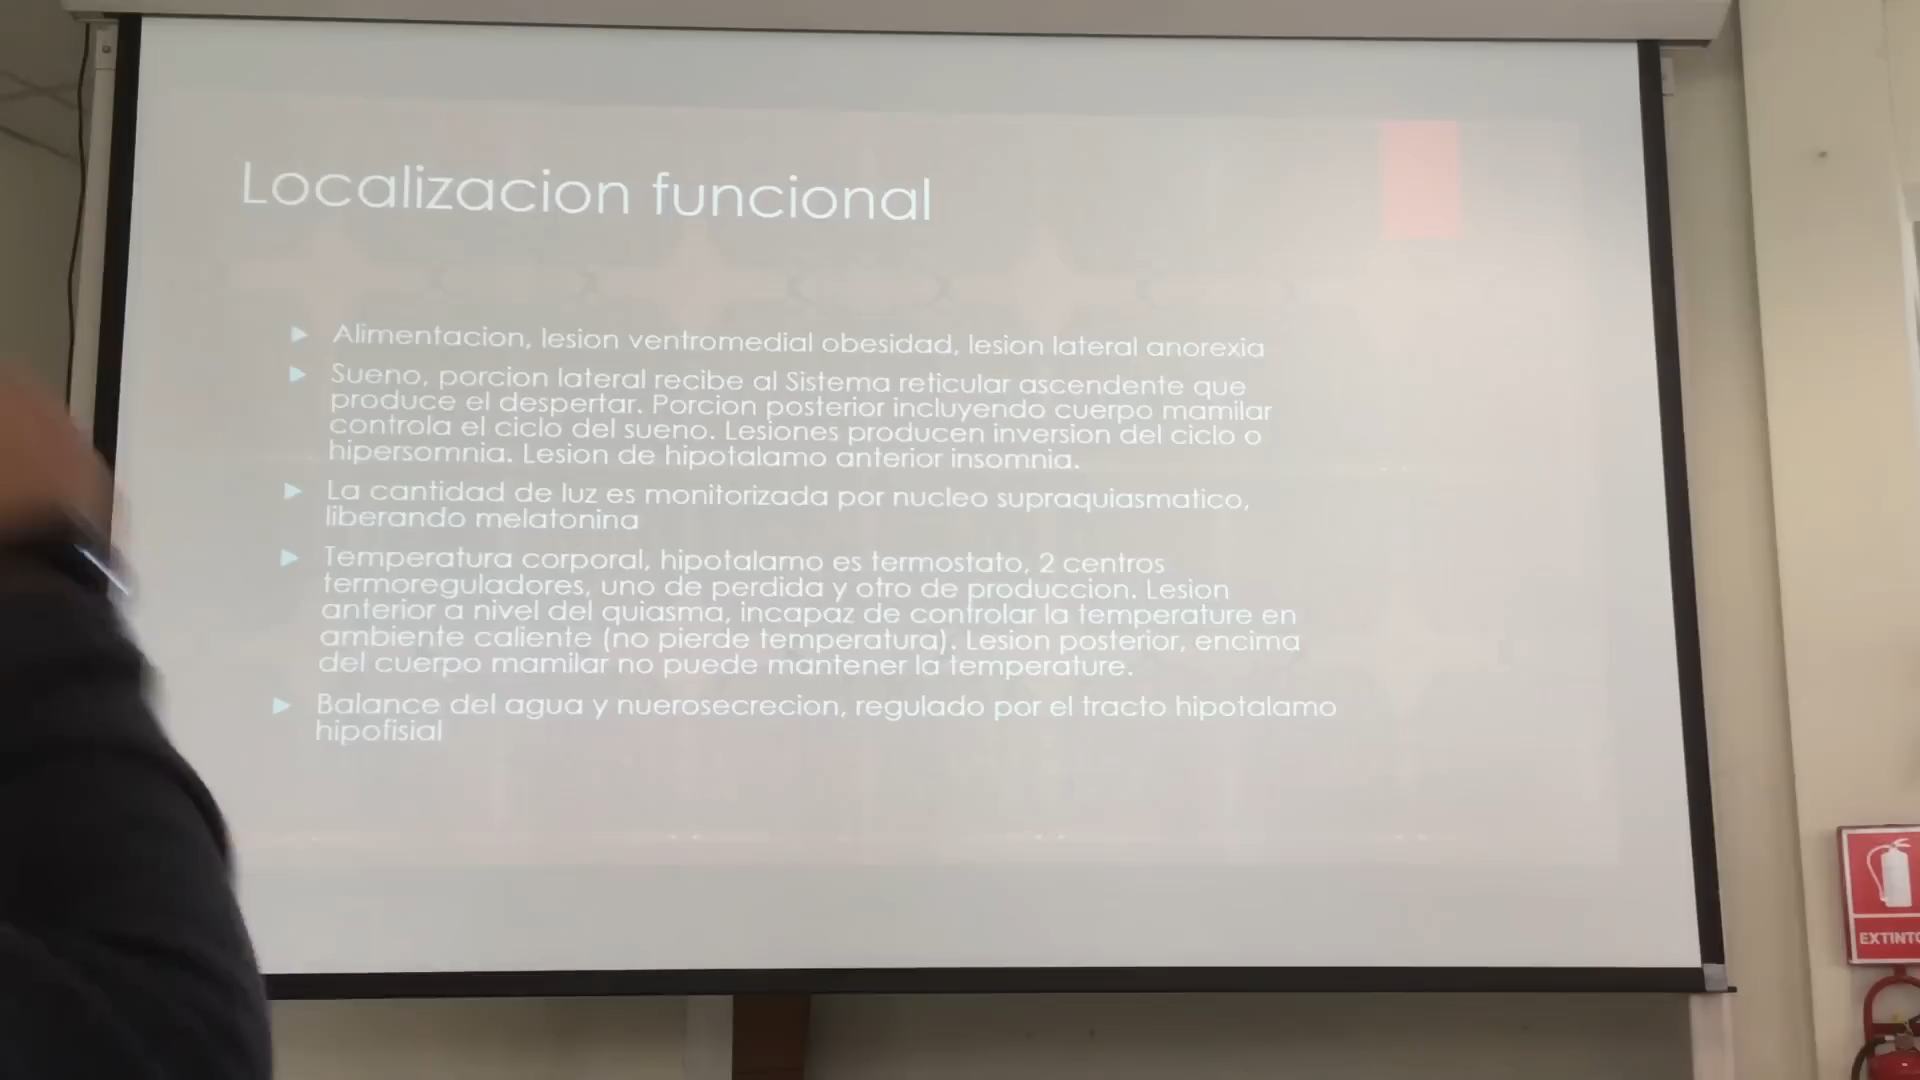 Localizacion funcional
Alimentacion, lesion ventromedial obesidad, lesion lateral anorexia
Sueno, porcion lateral recibe al Sistema reticular ascendente que
produce el despertar. Porcion posterior incluyendo cuerpo mamilar
controla el ciclo del sueno. Lesiones producen inversion del ciclo o
hipersomnia. Lesion de hipotalamo anterior insomnia.
La cantidad de luz es monitorizada por nucleo supraquiasmatico,
liberando melatonina
Temperatura corporal, hipotalamo es termostato, 2 centros
termoreguladores, uno de perdida y otro de produccion. Lesion
anterior a nivel del quiasma, incapaz de controlar la temperature en
ambiente caliente (no pierde temperatura). Lesion posterior, encima
del cuerpo mamilar no puede mantener la temperature.
Balance del agua y nuerosecrecion, regulado por el tracto hipotalamo
hipofisial
EXTINTO